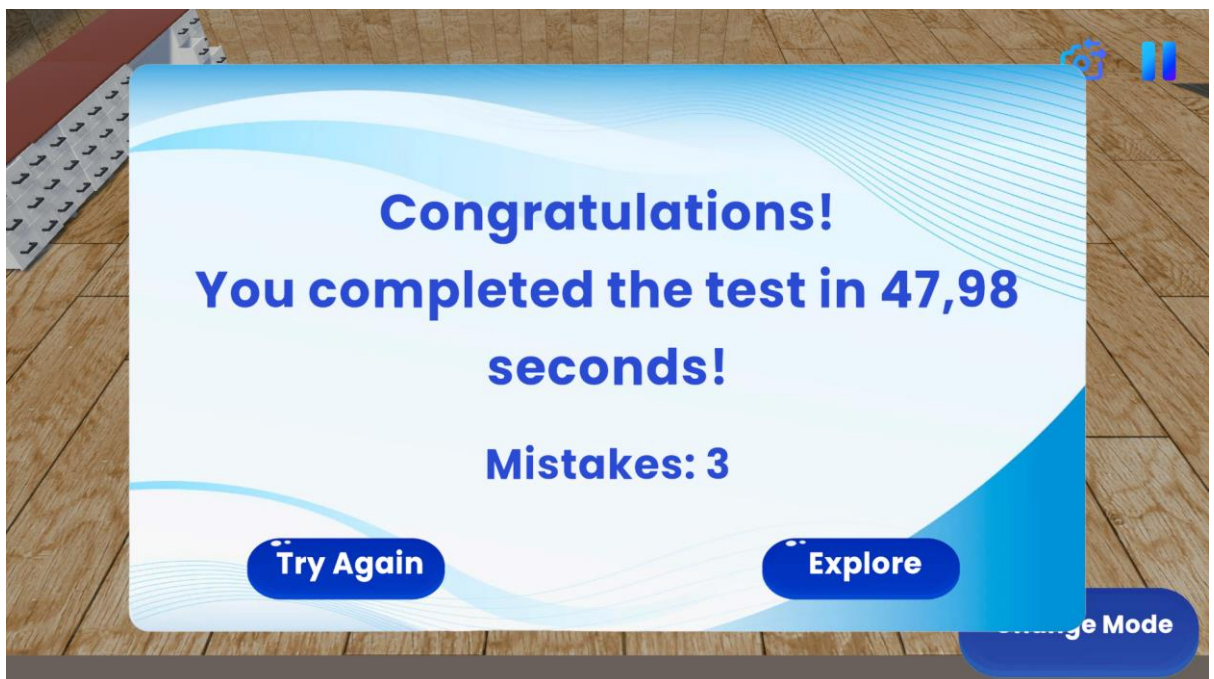 Congratulations!
You completed the test in 47,98
seconds!
Mistakes: 3
Try Again
Explore
Mode